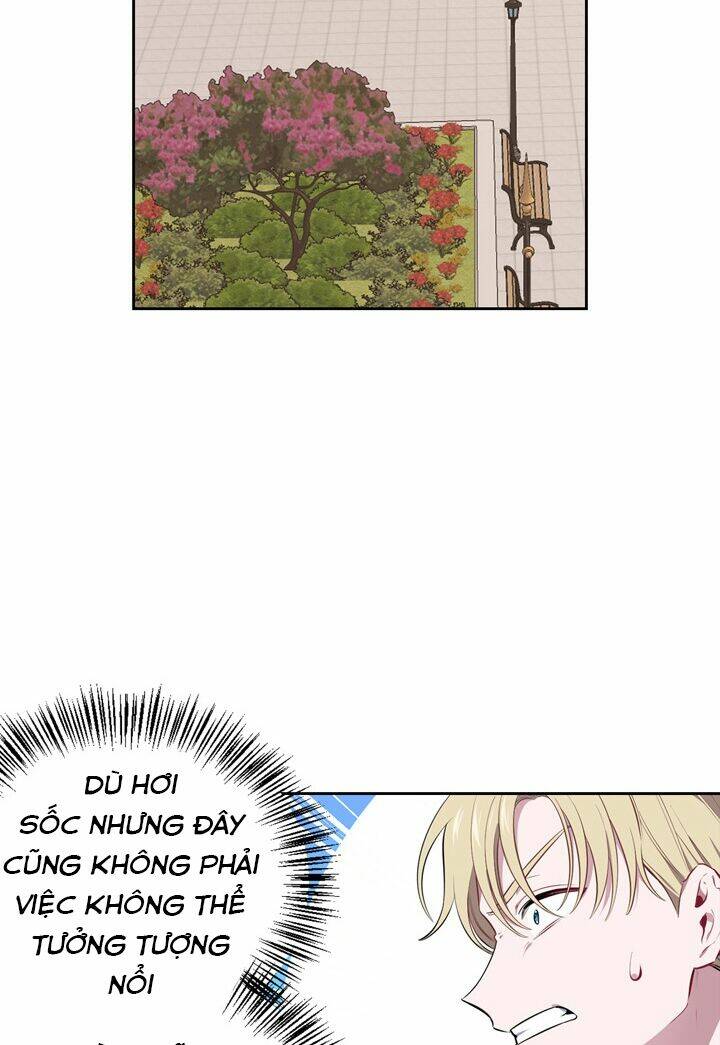 DÙ HƠI
SỐC NHƯNG ĐÂY
CŨNG KHÔNG PHẢI
VIỆC KHÔNG THỂ
TƯỞNG TƯỢNG
NỔI